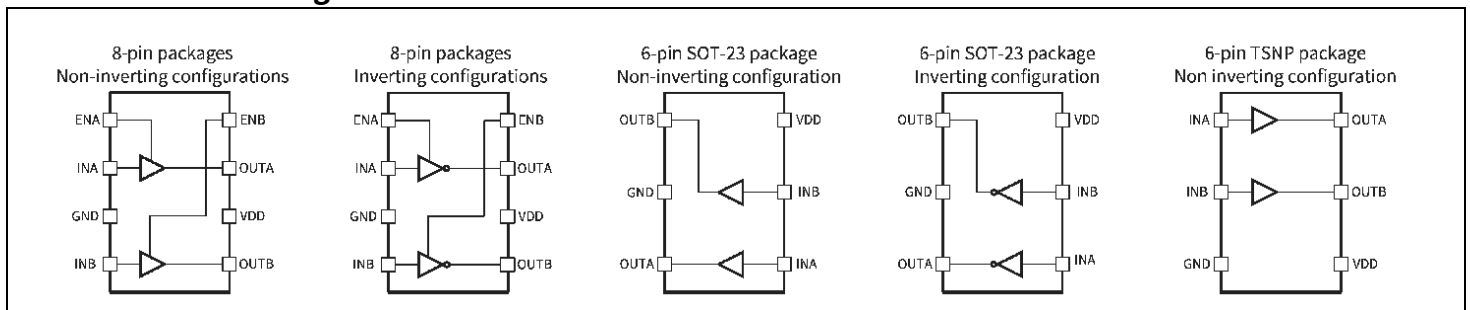 8-pin packages
Non-inverting configurations
ENA
ENB
INA
OUTA
GND
VDD
INB
OUTB
8-pin packages
Inverting configurations
ENA
ENB
INA
OUTA
GND
VDD
INB
OUTB
6-pin SOT-23 package
Non-inverting configuration
OUTB
VDD
GND
INB
OUTA
INA
6-pin SOT-23 package
Inverting configuration
OUTB
VDD
GND
INB
OUTA
INA
6-pin TSNP package
Non inverting configuration
INA
OUTA
INB
OUTB
GND
VDD